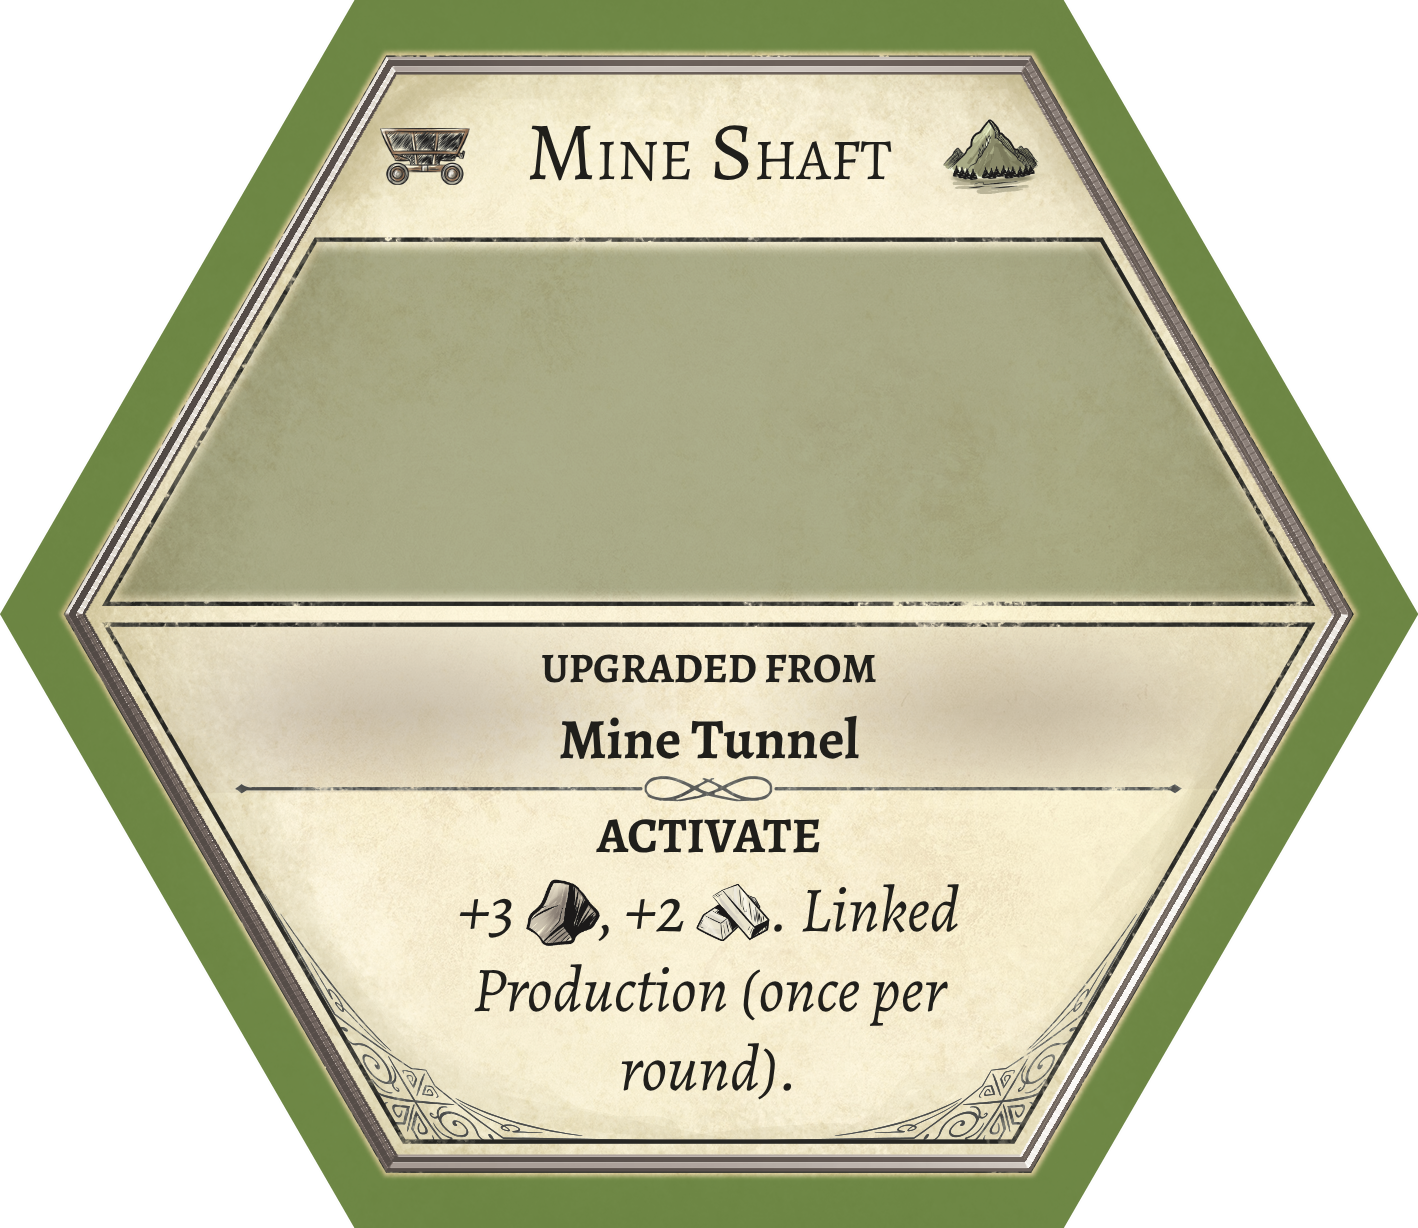 Mine Shaft
UPGRADED FROM
Mine Tunnel
ACTIVATE
+3 , +2 . Linked
Production (once per
round).